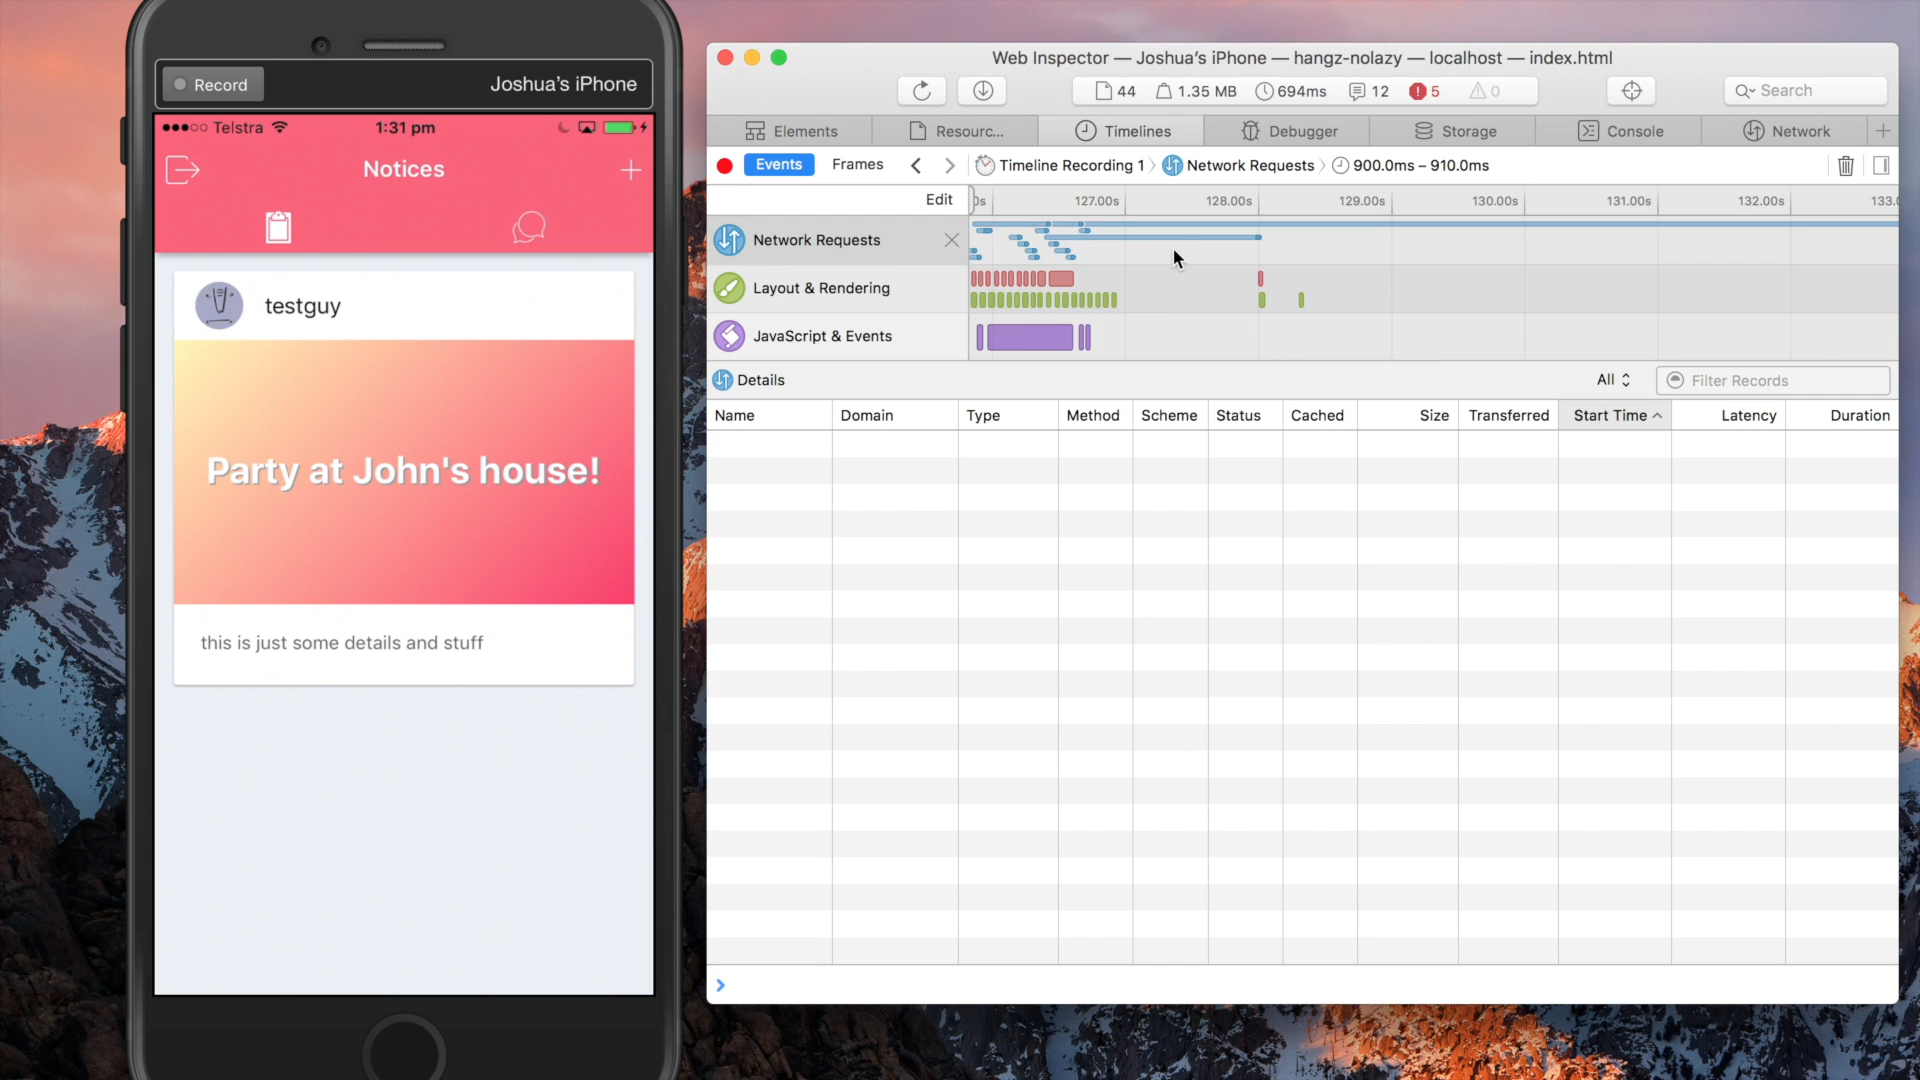 Record
Joshua's iPhone
Telstra
1:31 pm
Notices
testguy
Party at John's house!
this is just some details and stuff
Web Inspector — Joshua's iPhone — hangz-nolazy — localhost — index.html
44 1.35 MB 694ms 12 5 0
Search
Elements Resourc... Timelines Debugger Storage Console Network +
Events Frames Timeline Recording 1 Network Requests 900.0ms – 910.0ms
Edit
127.00s 128.00s 129.00s 130.00s 131.00s 132.00s 133.
Network Requests
Layout & Rendering
JavaScript & Events
Details All Filter Records
Name Domain Type Method Scheme Status Cached Size Transferred Start Time Latency Duration